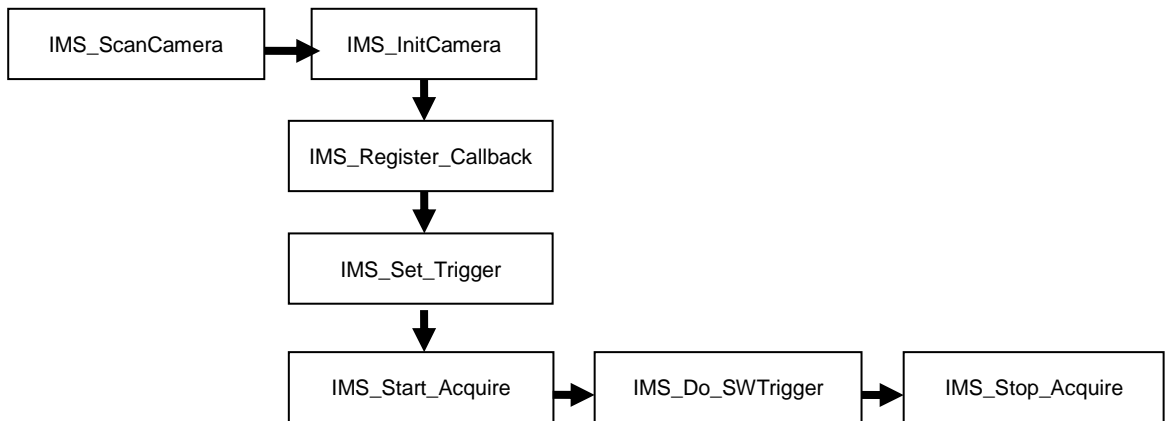 IMS_ScanCamera
IMS_InitCamera
IMS_Register_Callback
IMS_Set_Trigger
IMS_Start_Acquire
IMS_Do_SWTrigger
IMS_Stop_Acquire